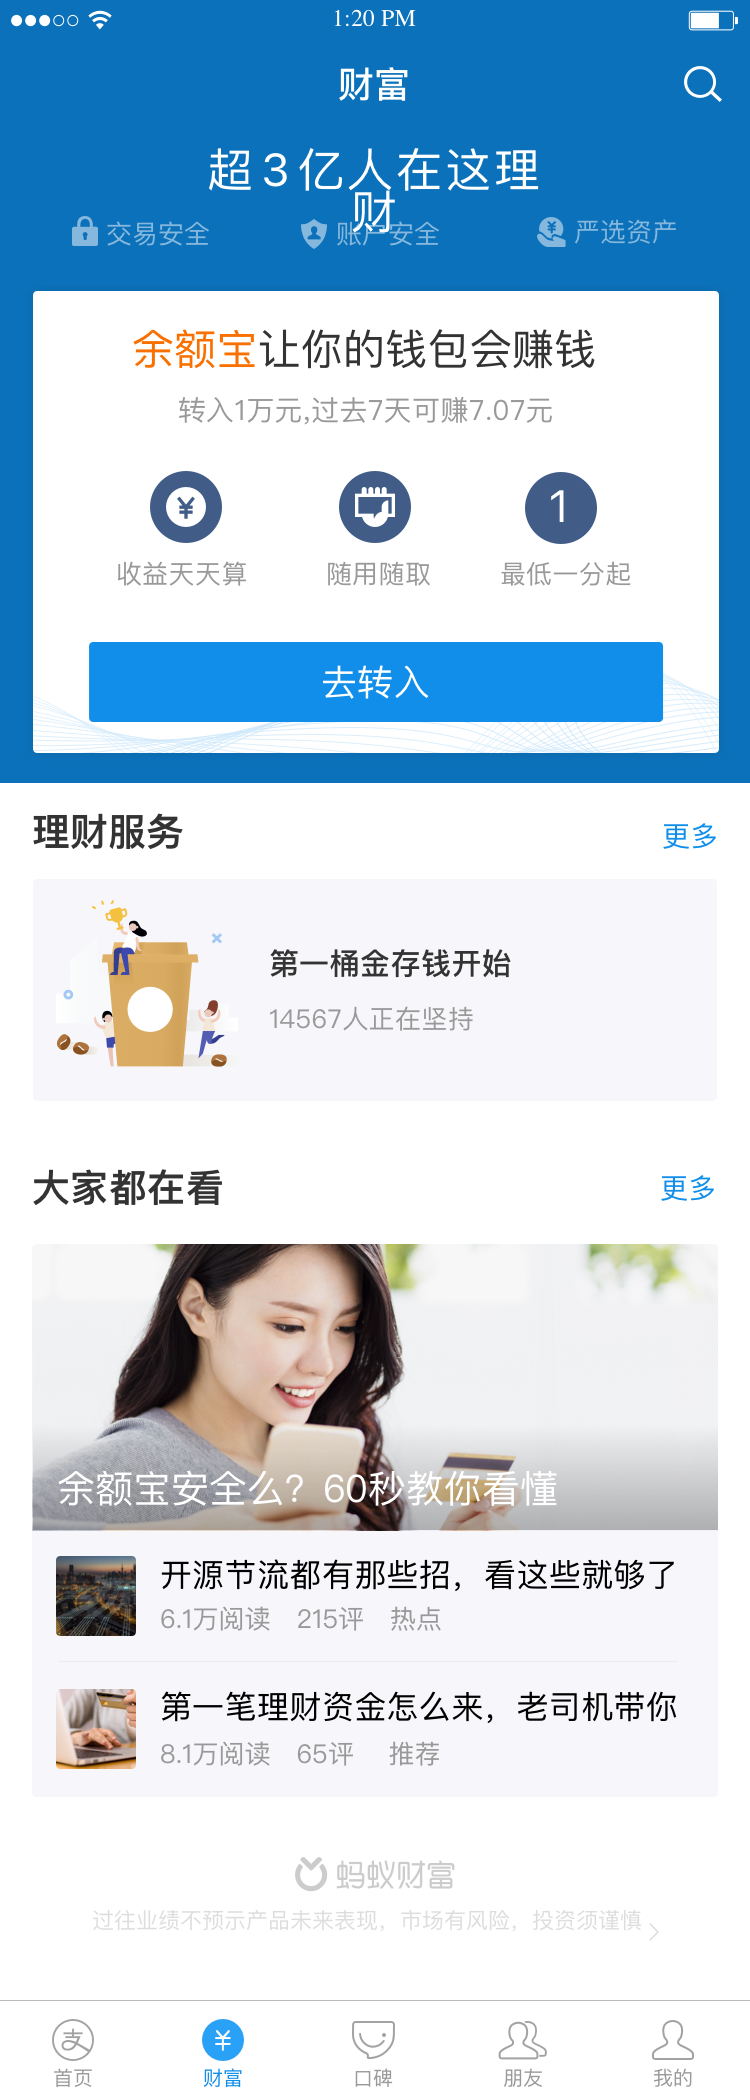 1:20 PM
财富
超3亿人在这理
财
交易安全
账户安全
严选资产
余额宝让你的钱包会赚钱
转入1万元,过去7天可赚7.07元
¥
1
收益天天算
随用随取
最低一分起
去转入
理财服务
更多
第一桶金存钱开始
14567人正在坚持
大家都在看
更多
余额宝安全么？60秒教你看懂
开源节流都有那些招，看这些就够了
6.1万阅读 215评 热点
第一笔理财资金怎么来，老司机带你
8.1万阅读 65评 推荐
蚂蚁财富
过往业绩不预示产品未来表现，市场有风险，投资须谨慎
支
¥
首页
财富
口碑
朋友
我的